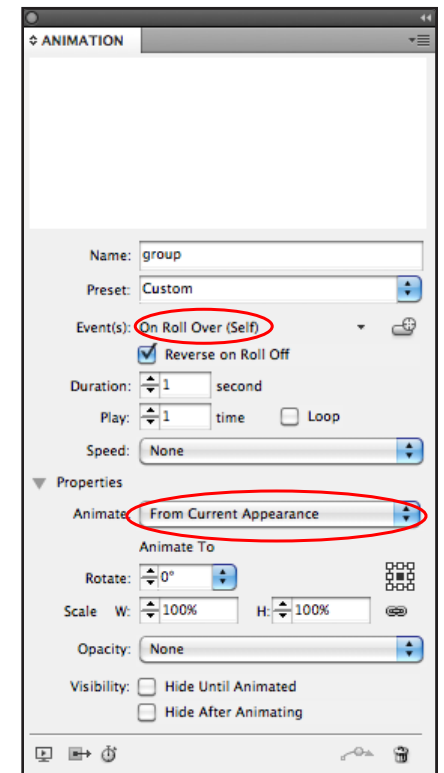 ANIMATION
Name: group
Preset: Custom
Event(s): On Roll Over (Self)
Reverse on Roll Off
Duration: 1 second
Play: 1 time Loop
Speed: None
Properties
Animate From Current Appearance
Animate To
Rotate: 0°
Scale W: 100% H: 100%
Opacity: None
Visibility: Hide Until Animated
Hide After Animating